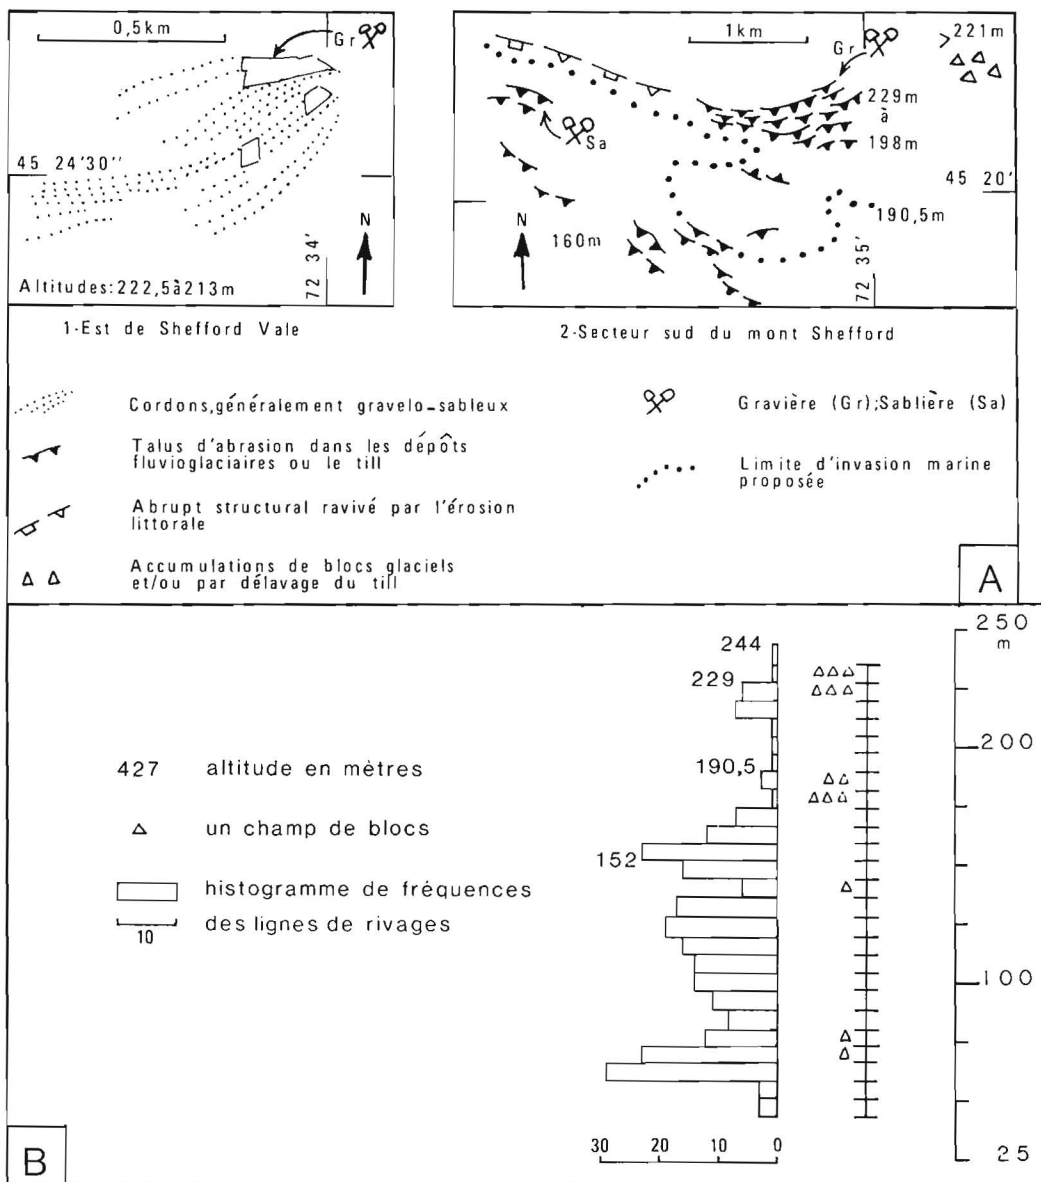 0,5km
Gr
45 24'30''
N
72 34'
Altitudes:222,5à213m
1-Est de Shefford Vale
1km
Gr
>221m
229m
à
198m
Sa
45 20'
190,5m
N
160m
72 35'
2-Secteur sud du mont Shefford
Cordons,généralement gravelo-sableux
Talus d'abrasion dans les dépôts
fluvioglaciaires ou le till
Abrupt structural ravivé par l'érosion
littorale
Accumulations de blocs glaciels
et/ou par délavage du till
Gravière (Gr);Sablière (Sa)
Limite d'invasion marine
proposée
A
427 altitude en mètres
un champ de blocs
histogramme de fréquences
des lignes de rivages
10
244
229
190,5
152
30 20 10 0
250
m
200
100
25
B